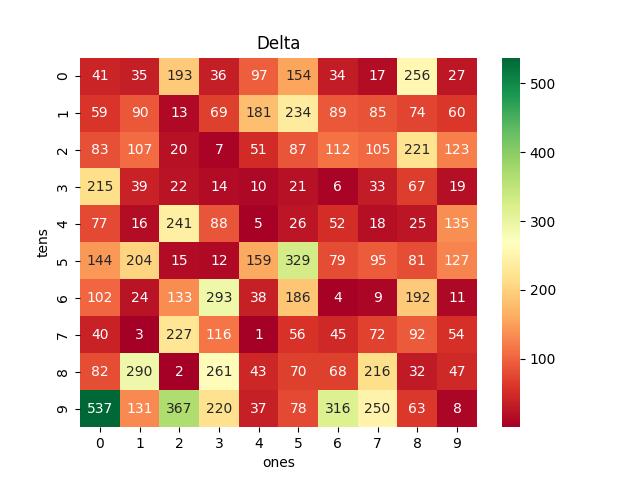 Delta
0 41 35 193 36 97 154 34 17 256 27
1 59 90 13 69 181 234 89 85 74 60
2 83 107 20 7 51 87 112 105 221 123
3 215 39 22 14 10 21 6 33 67 19
4 77 16 241 88 5 26 52 18 25 135
5 144 204 15 12 159 329 79 95 81 127
6 102 24 133 293 38 186 4 9 192 11
7 40 3 227 116 1 56 45 72 92 54
8 82 290 2 261 43 70 68 216 32 47
9 537 131 367 220 37 78 316 250 63 8
0 1 2 3 4 5 6 7 8 9
ones
tens
500
400
300
200
100